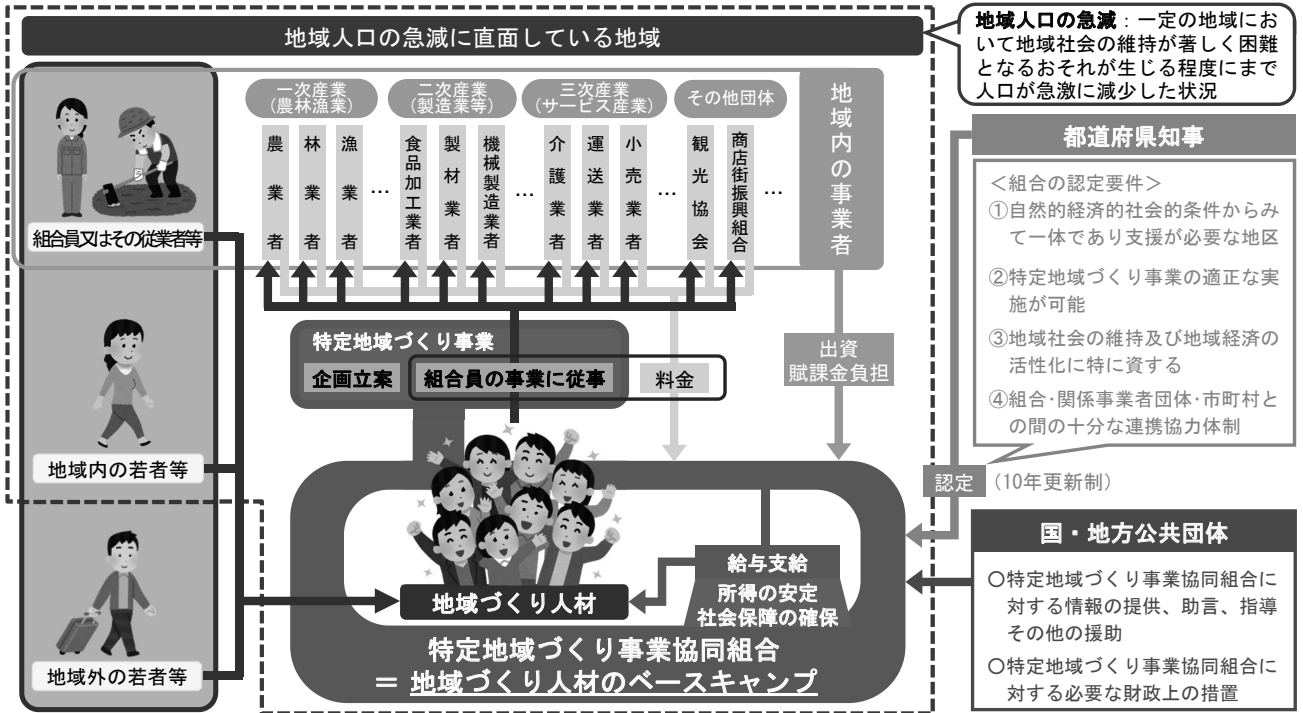 地域人口の急減に直面している地域
地域人口の急減：一定の地域にお
いて地域社会の維持が著しく困難
となるおそれが生じる程度にまで
人口が急激に減少した状況
一次産業
(農林漁業)
二次産業
(製造業等)
三次産業
(サービス産業)
その他団体
地域内の事業者
農業者
林業者
漁業者
…
食品加工業者
製材業者
機械製造業者
…
介護業者
運送業者
小売業者
…
観光協会
商店街振興組合
…
組合員又はその従業者等
地域内の若者等
地域外の若者等
特定地域づくり事業
企画立案
組合員の事業に従事
料金
出資
賦課金負担
都道府県知事
＜組合の認定要件＞
①自然的経済的社会的条件からみ
て一体であり支援が必要な地区
②特定地域づくり事業の適正な実
施が可能
③地域社会の維持及び地域経済の
活性化に特に資する
④組合･関係事業者団体･市町村と
の間の十分な連携協力体制
認定
(10年更新制)
給与支給
所得の安定
社会保障の確保
地域づくり人材
特定地域づくり事業協同組合
＝ 地域づくり人材のベースキャンプ
国・地方公共団体
〇特定地域づくり事業協同組合に
対する情報の提供、助言、指導
その他の援助
〇特定地域づくり事業協同組合に
対する必要な財政上の措置